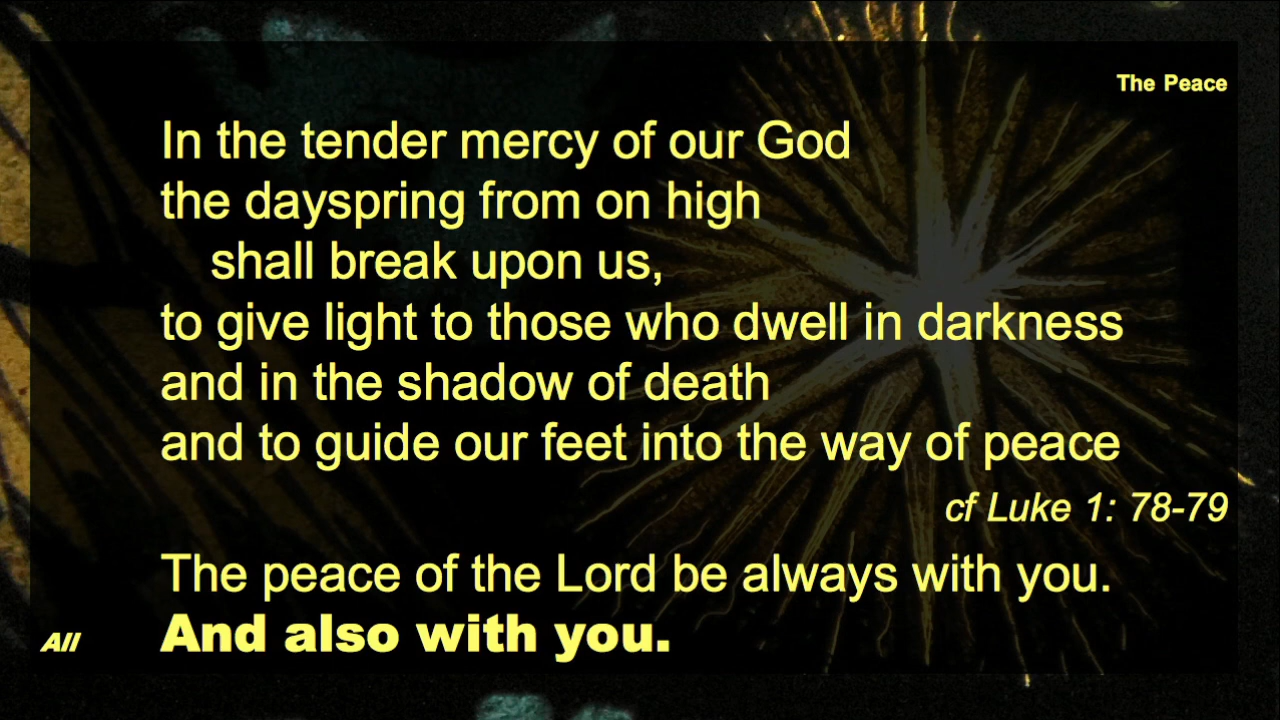 The Peace
In the tender mercy of our God
the dayspring from on high
shall break upon us,
to give light to those who dwell in darkness
and in the shadow of death
and to guide our feet into the way of peace
cf Luke 1: 78-79
The peace of the Lord be always with you.
All And also with you.